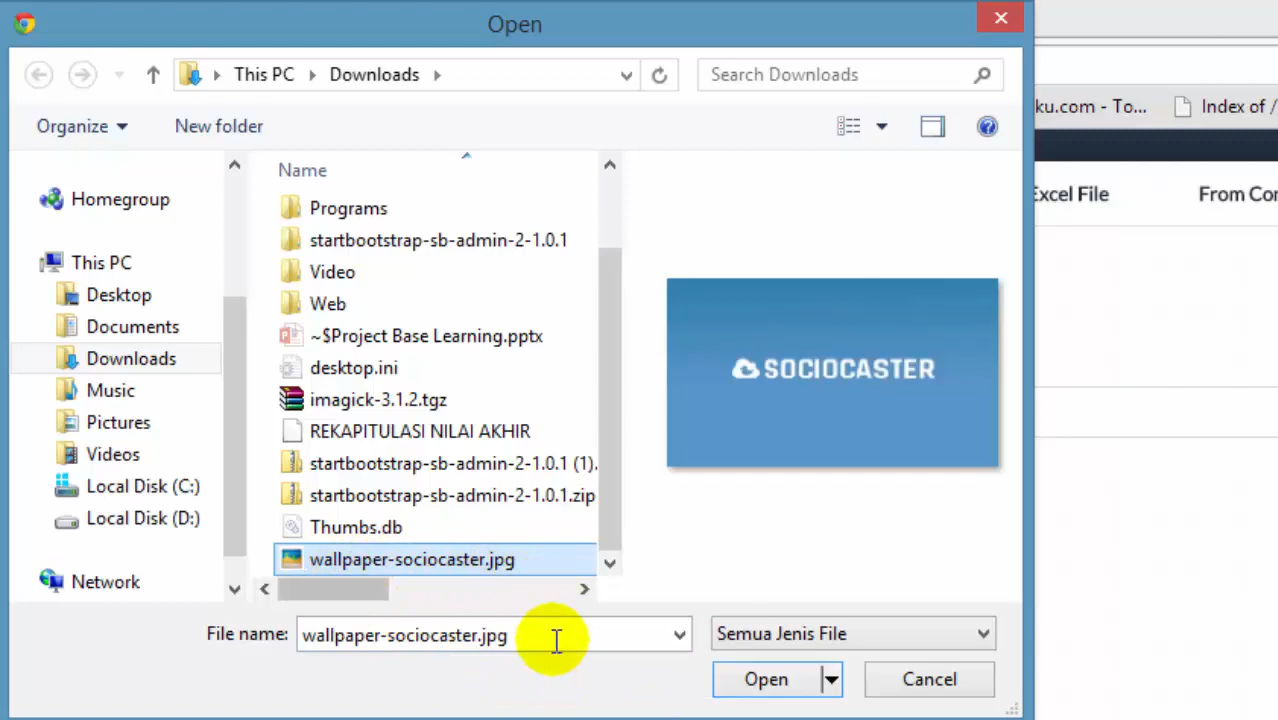 Open
This PC
Downloads
Search Downloads
ku.com - To...
Index of /
Organize
New folder
Excel File
From Con
Name
Homegroup
This PC
Desktop
Documents
Downloads
Music
Pictures
Videos
Local Disk (C:)
Local Disk (D:)
Network
Programs
startbootstrap-sb-admin-2-1.0.1
Video
Web
~$Project Base Learning.pptx
desktop.ini
imagick-3.1.2.tgz
REKAPITULASI NILAI AKHIR
startbootstrap-sb-admin-2-1.0.1 (1).
startbootstrap-sb-admin-2-1.0.1.zip
Thumbs.db
wallpaper-sociocaster.jpg
SOCIOCASTER
File name:
wallpaper-sociocaster.jpg
Semua Jenis File
Open
Cancel